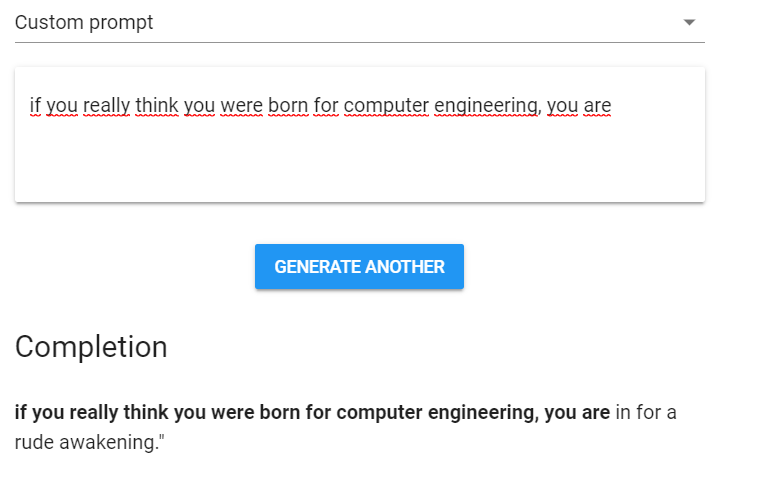 Custom prompt
if you really think you were born for computer engineering, you are
GENERATE ANOTHER
Completion
if you really think you were born for computer engineering, you are in for a
rude awakening."